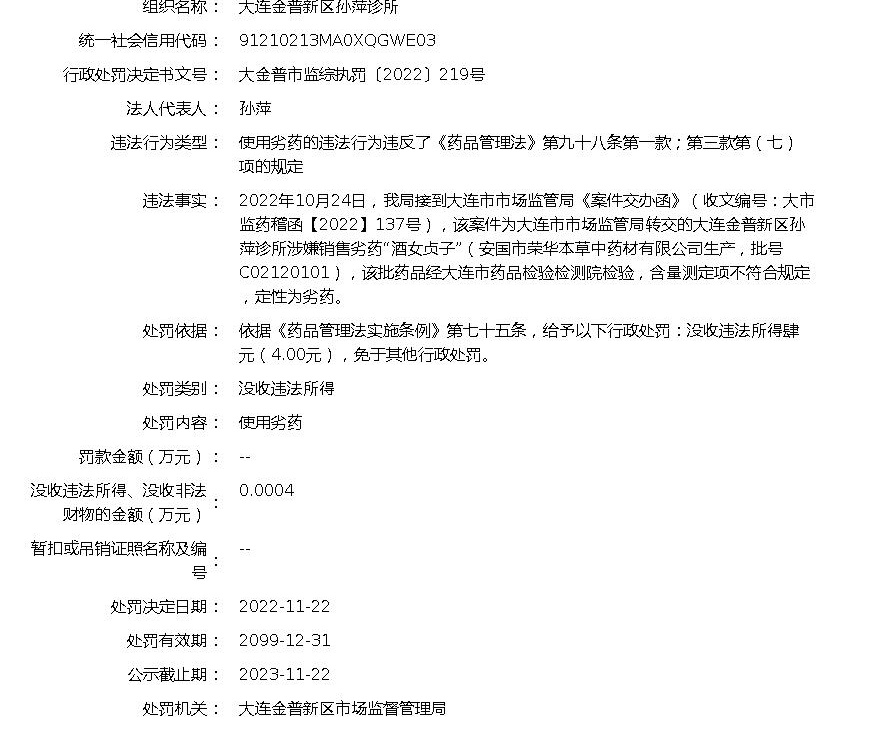 组织名称： 大连金普新区孙萍诊所
统一社会信用代码： 91210213MA0XQGWE03
行政处罚决定书文号： 大金普市监综执罚〔2022〕219号
法人代表人： 孙萍
违法行为类型： 使用劣药的违法行为违反了《药品管理法》第九十八条第一款；第三款第（七）
项的规定
违法事实： 2022年10月24日，我局接到大连市市场监管局《案件交办函》（收文编号：大市
监药稽函【2022】137号），该案件为大连市市场监管局转交的大连金普新区孙
萍诊所涉嫌销售劣药“酒女贞子”（安国市荣华本草中药材有限公司生产，批号
C02120101），该批药品经大连市药品检验检测院检验，含量测定项不符合规定
，定性为劣药。
处罚依据： 依据《药品管理法实施条例》第七十五条，给予以下行政处罚：没收违法所得肆
元（4.00元），免于其他行政处罚。
处罚类别： 没收违法所得
处罚内容： 使用劣药
罚款金额（万元）： --
没收违法所得、没收非法
财物的金额（万元）： 0.0004
暂扣或吊销证照名称及编
号： --
处罚决定日期： 2022-11-22
处罚有效期： 2099-12-31
公示截止期： 2023-11-22
处罚机关： 大连金普新区市场监督管理局